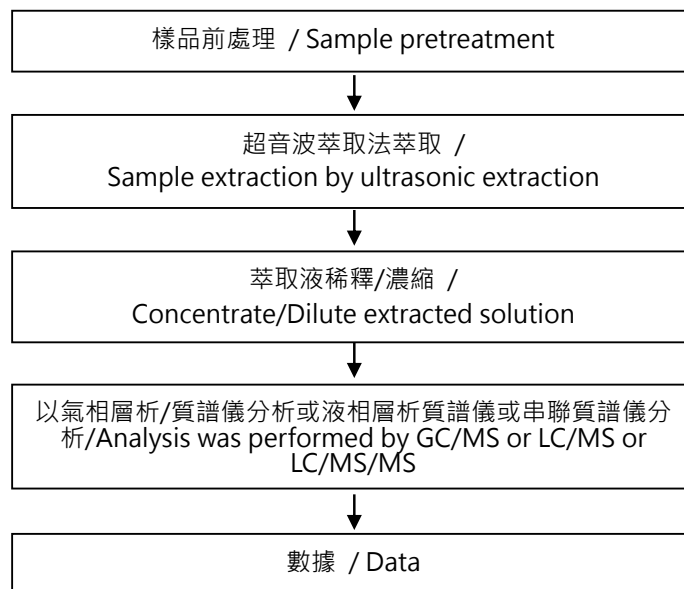 樣品前處理 / Sample pretreatment
超音波萃取法萃取 /
Sample extraction by ultrasonic extraction
萃取液稀釋/濃縮 /
Concentrate/Dilute extracted solution
以氣相層析/質譜儀分析或液相層析質譜儀或串聯質譜儀分
析/Analysis was performed by GC/MS or LC/MS or
LC/MS/MS
數據 / Data